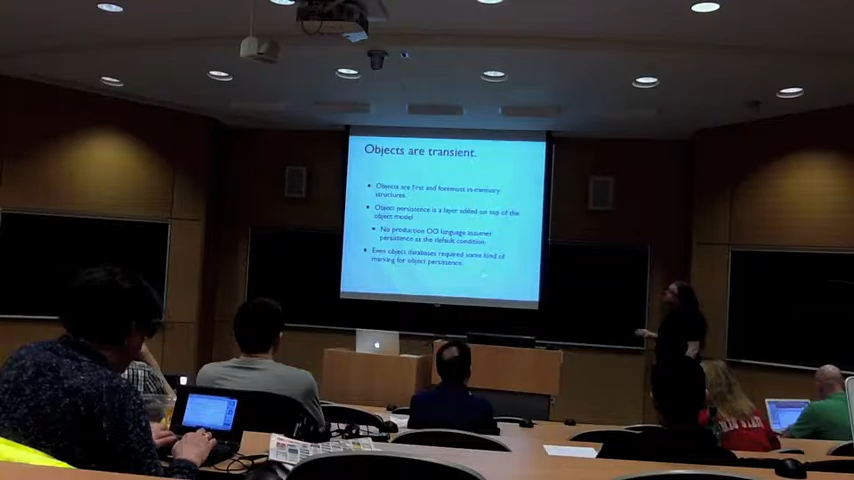 Objects are transient.
Objects are first and foremost in-memory
structures.
Object persistence is a layer added on top of the
object model
No production OO language assumes
persistence as the default condition.
Even object databases required some kind of
marking for object persistence.